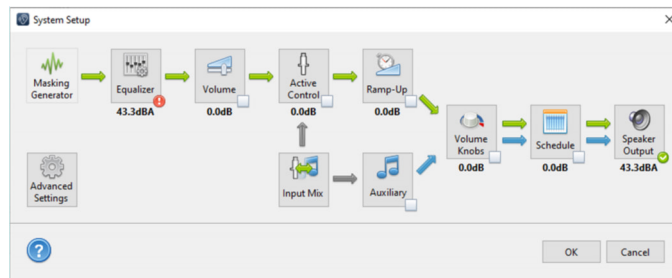 System Setup
Masking
Generator
Equalizer
43.3dBA
Volume
0.0dB
Active
Control
0.0dB
Ramp-Up
0.0dB
Volume
Knobs
0.0dB
Schedule
0.0dB
Speaker
Output
43.3dBA
Advanced
Settings
Input Mix
Auxiliary
OK
Cancel